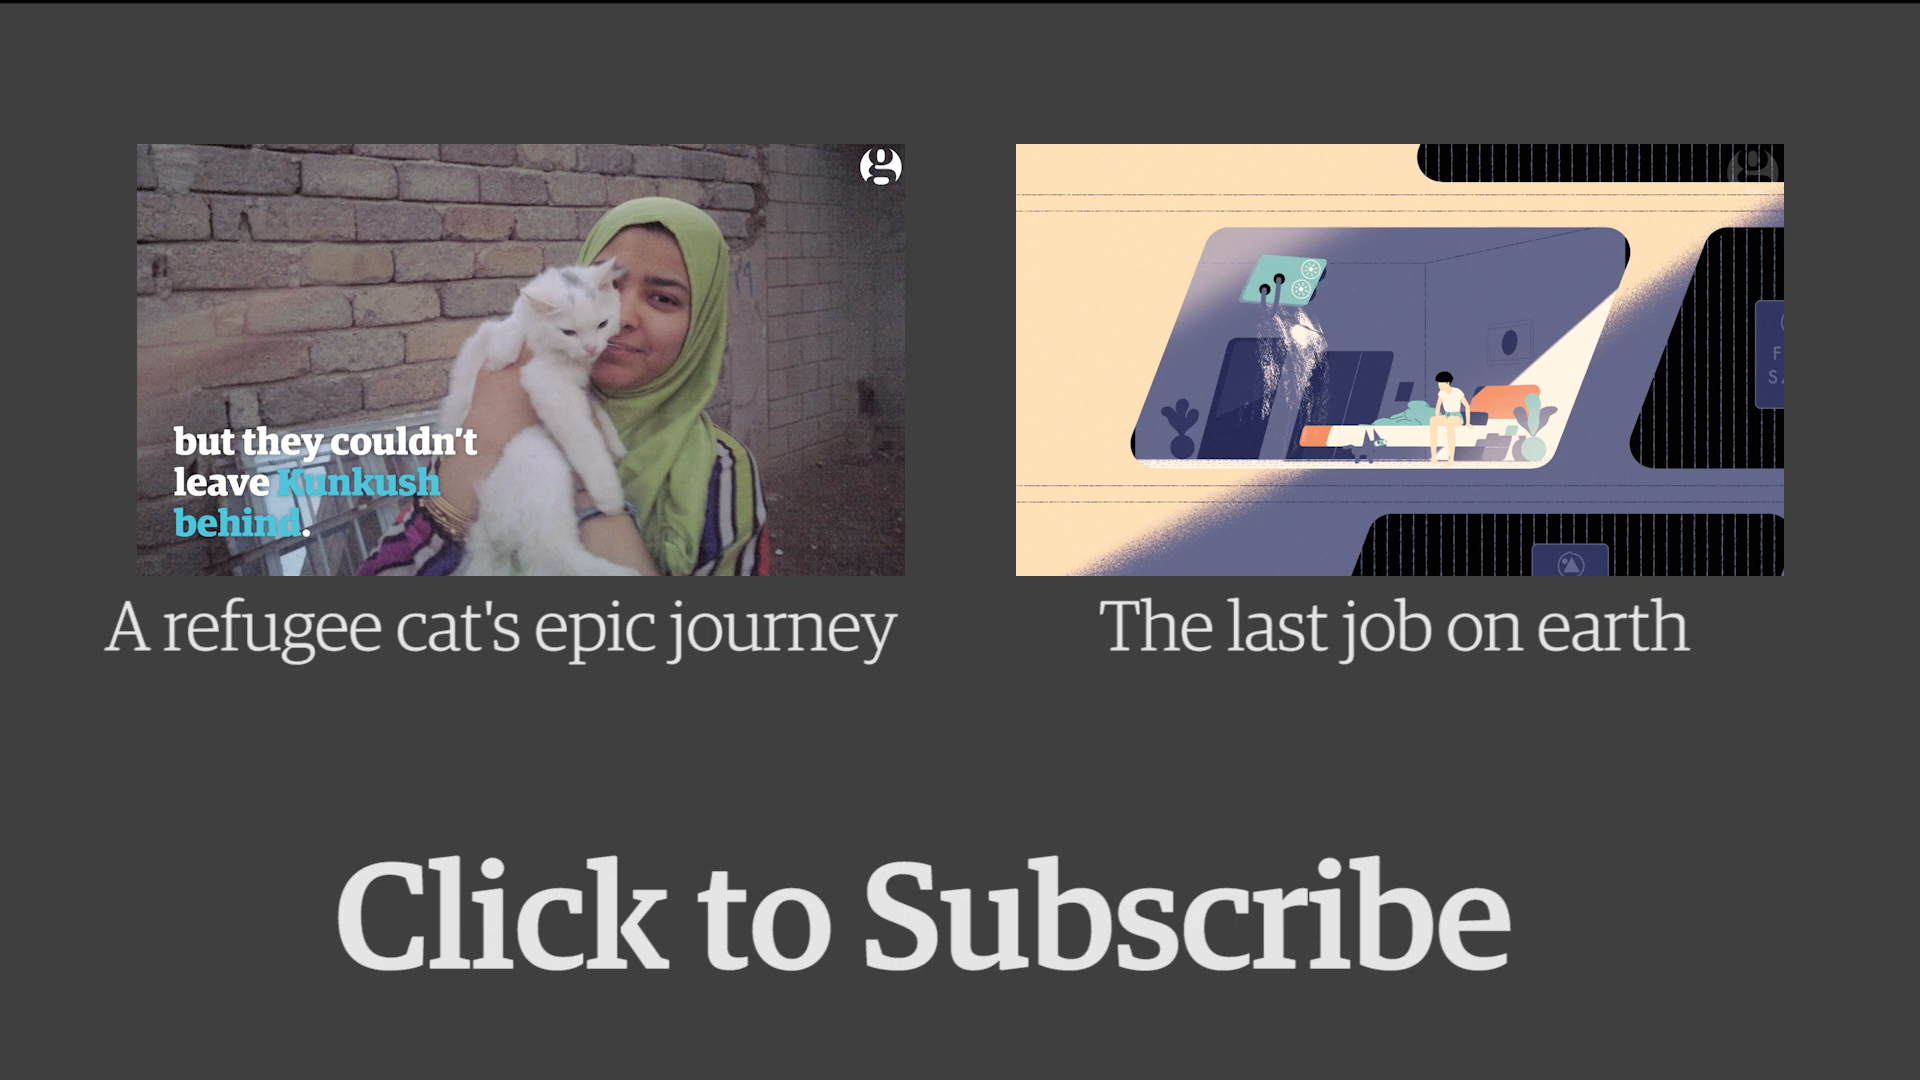 but they couldn't
leave Kunkush
behind.
A refugee cat's epic journey
The last job on earth
Click to Subscribe